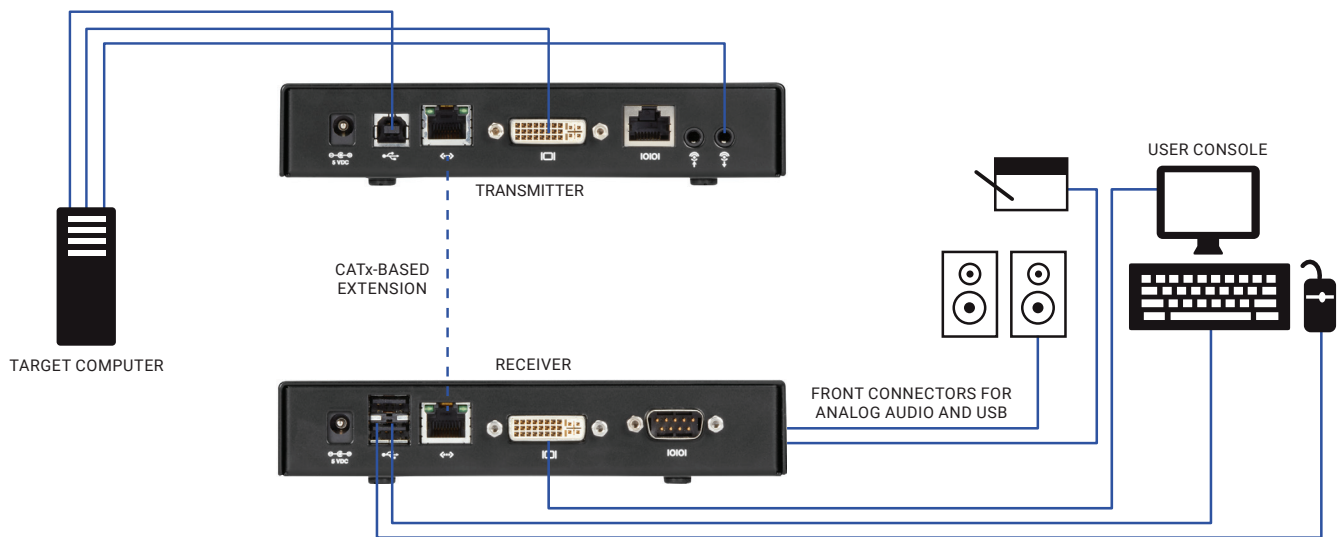 5 VDC
IOIOI
TRANSMITTER
USER CONSOLE
CATx-BASED
EXTENSION
TARGET COMPUTER
RECEIVER
FRONT CONNECTORS FOR
ANALOG AUDIO AND USB
5 VDC
IOIOI